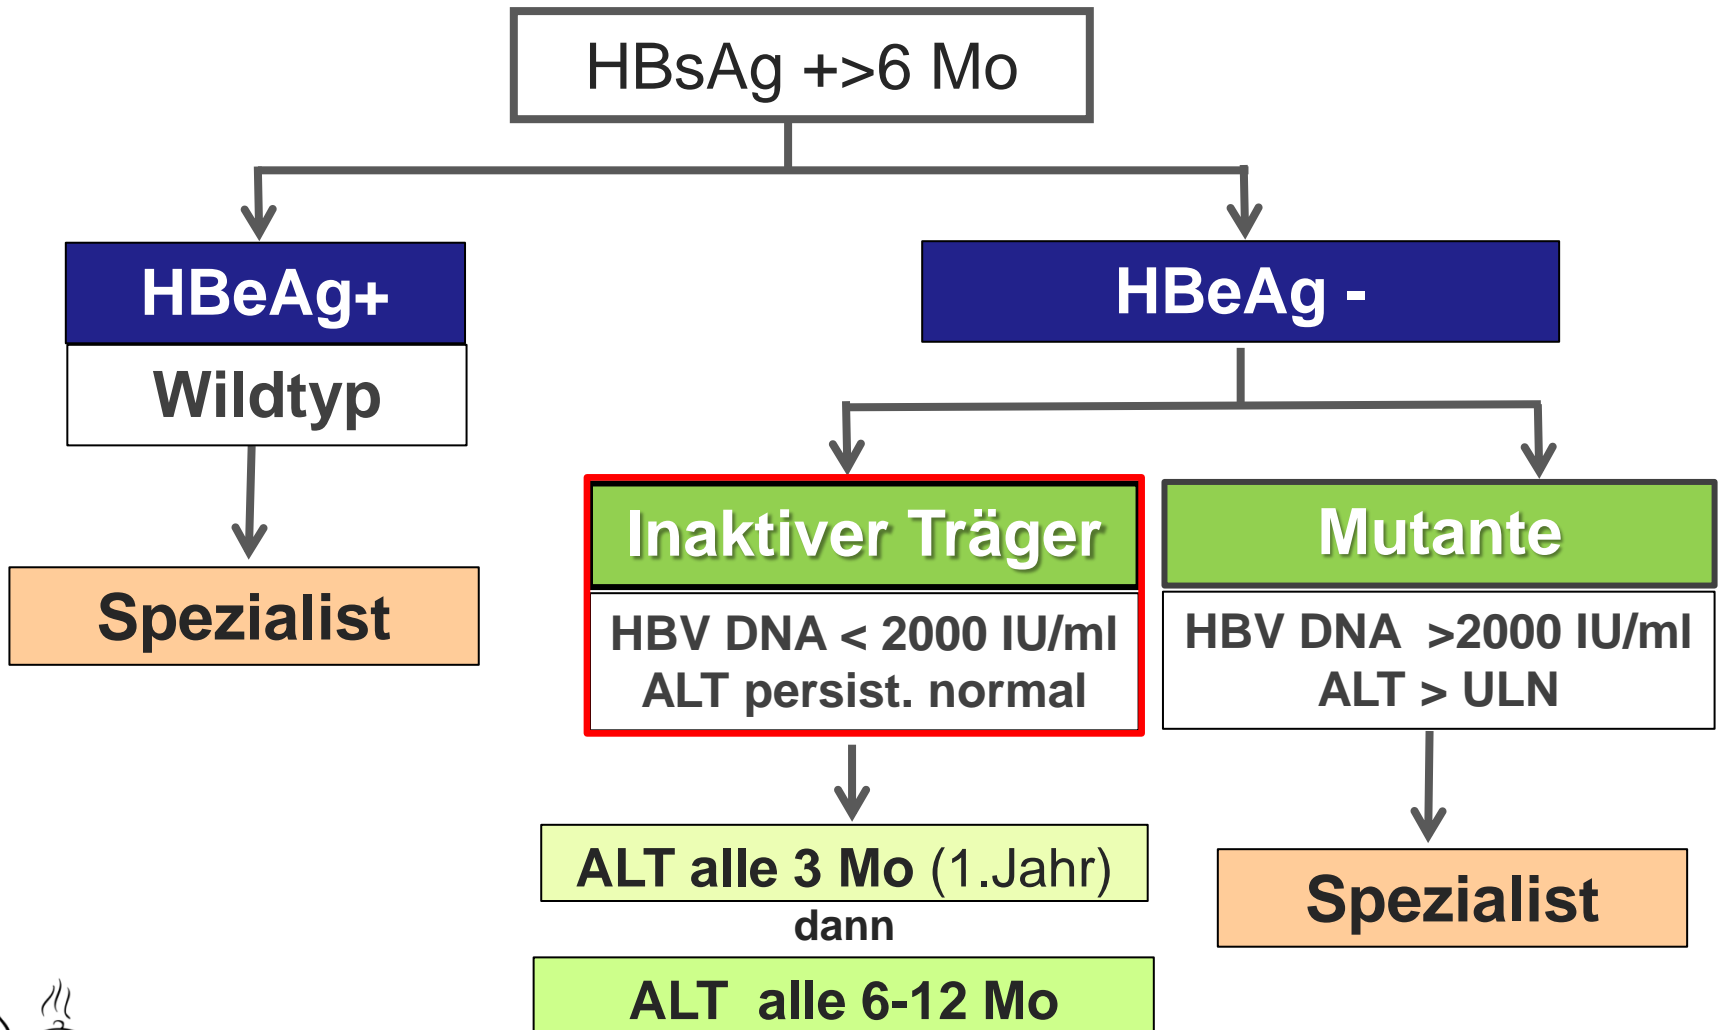 HBsAg +>6 Mo
HBeAg+
Wildtyp
Spezialist
HBeAg -
Inaktiver Träger
HBV DNA < 2000 IU/ml
ALT persist. normal
ALT alle 3 Mo (1.Jahr)
dann
ALT alle 6-12 Mo
Mutante
HBV DNA >2000 IU/ml
ALT > ULN
Spezialist